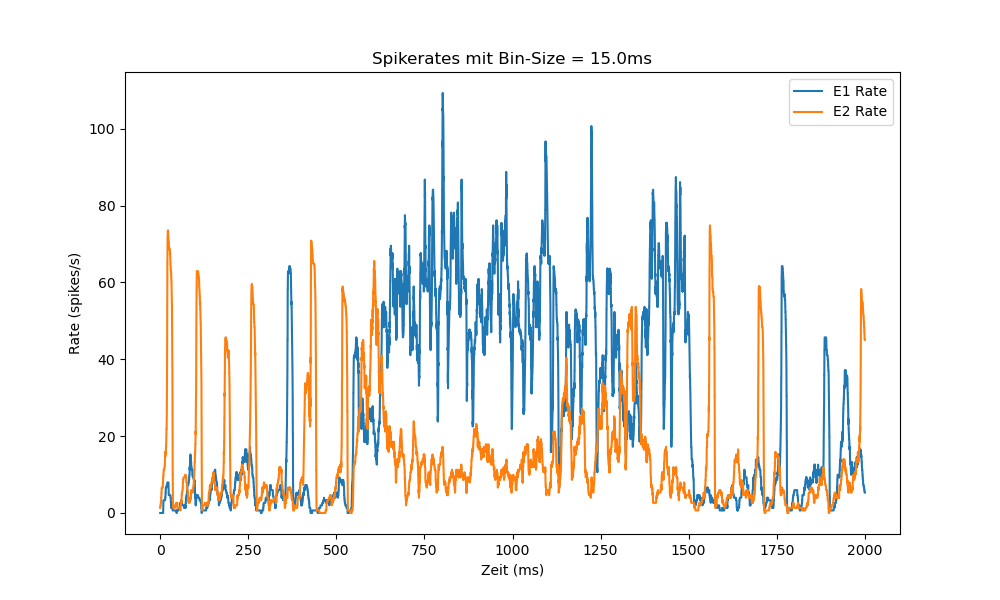 Spikerates mit Bin-Size = 15.0ms
E1 Rate
E2 Rate
Rate (spikes/s)
100
80
60
40
20
0
0 250 500 750 1000 1250 1500 1750 2000
Zeit (ms)